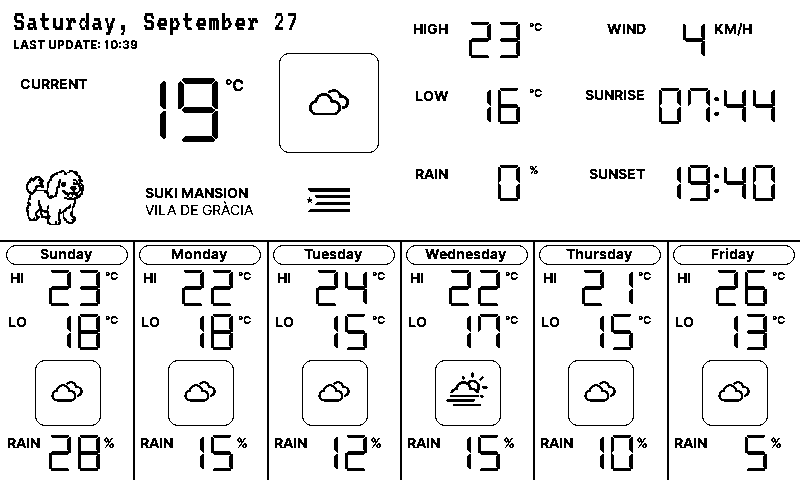 Saturday, September 27
LAST UPDATE: 10:39
CURRENT 19 °C
HIGH 23 °C
LOW 16 °C
RAIN 0 %
WIND 4 KM/H
SUNRISE 07:44
SUNSET 19:40
SUKI MANSION
VILA DE GRÀCIA
Sunday
HI 23 °C
LO 18 °C
RAIN 28 %
Monday
HI 22 °C
LO 18 °C
RAIN 15 %
Tuesday
HI 24 °C
LO 15 °C
RAIN 12 %
Wednesday
HI 22 °C
LO 17 °C
RAIN 15 %
Thursday
HI 21 °C
LO 15 °C
RAIN 10 %
Friday
HI 26 °C
LO 13 °C
RAIN 5 %